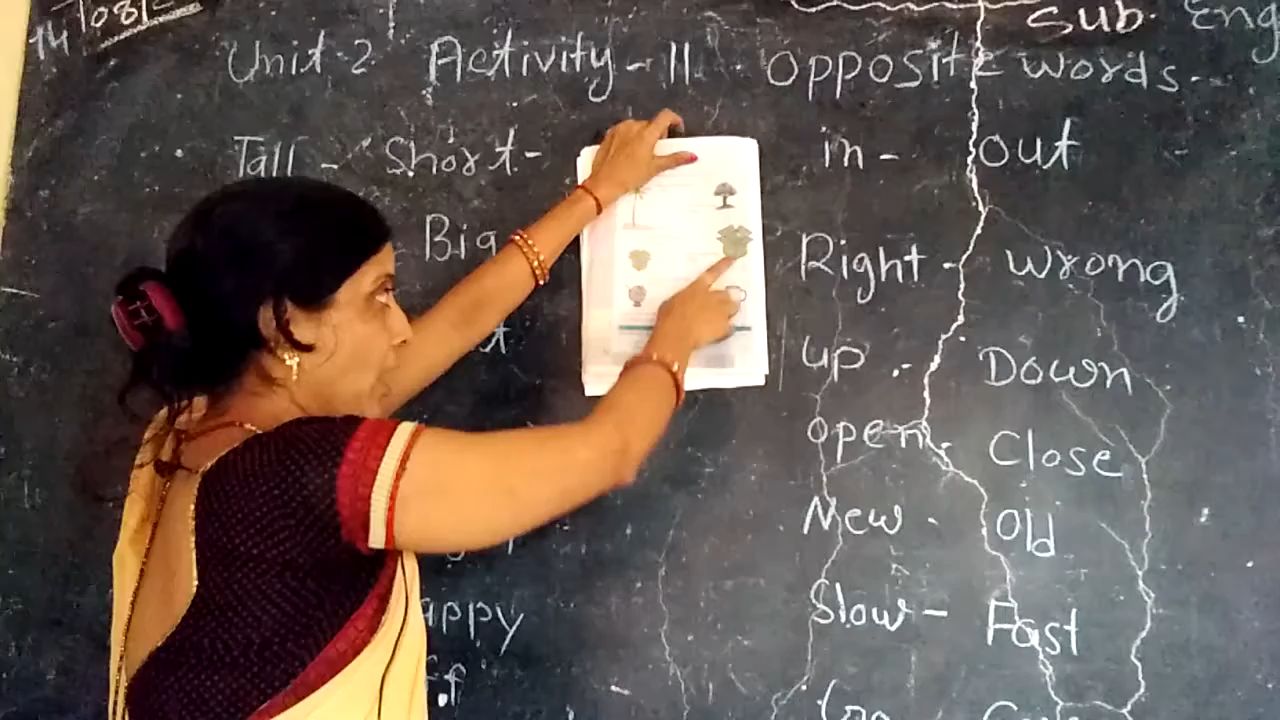 Sub. Eng
Unit-2 Activity-11 Opposite words-
Tall - Short-
Big
appy
in- out
Right - Wrong
up - Down
open - Close
New - Old
Slow- Fast